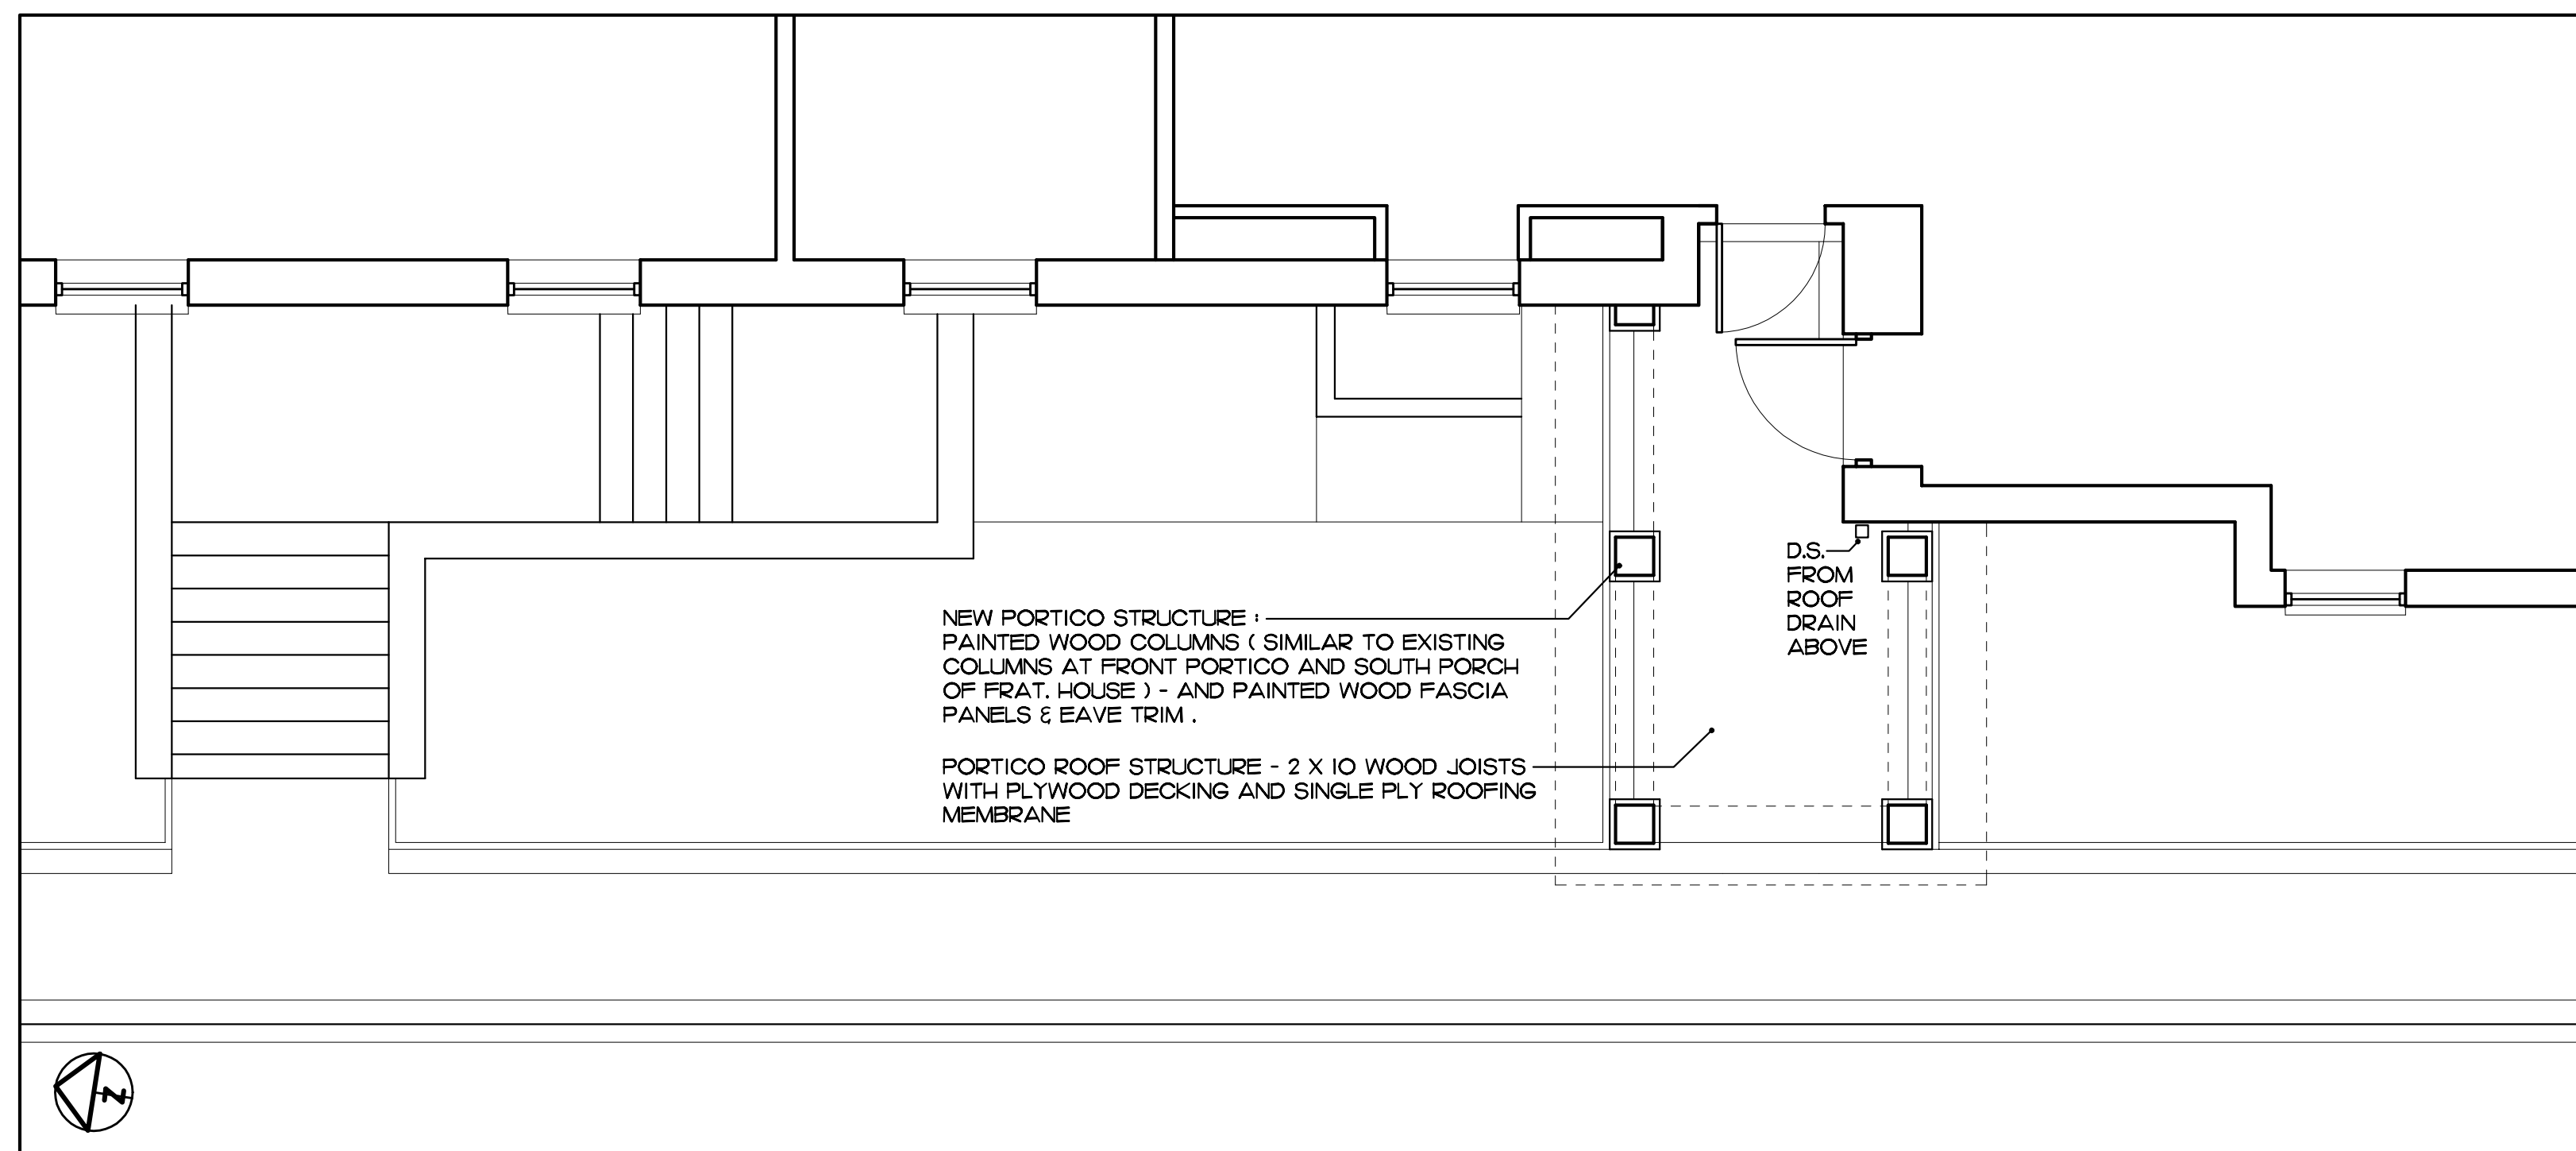 NEW PORTICO STRUCTURE :
PAINTED WOOD COLUMNS ( SIMILAR TO EXISTING
COLUMNS AT FRONT PORTICO AND SOUTH PORCH
OF FRAT. HOUSE ) - AND PAINTED WOOD FASCIA
PANELS & EAVE TRIM .
PORTICO ROOF STRUCTURE - 2 X 10 WOOD JOISTS
WITH PLYWOOD DECKING AND SINGLE PLY ROOFING
MEMBRANE
D.S.
FROM
ROOF
DRAIN
ABOVE
N